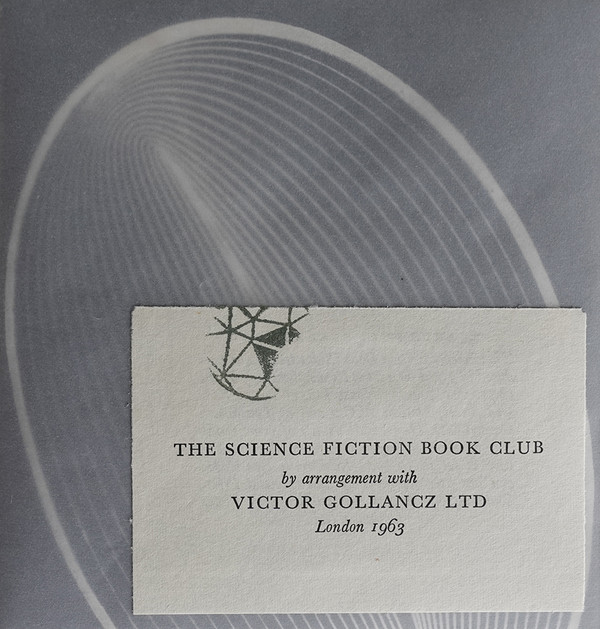 THE SCIENCE FICTION BOOK CLUB
by arrangement with
VICTOR GOLLANCZ LTD
London 1963